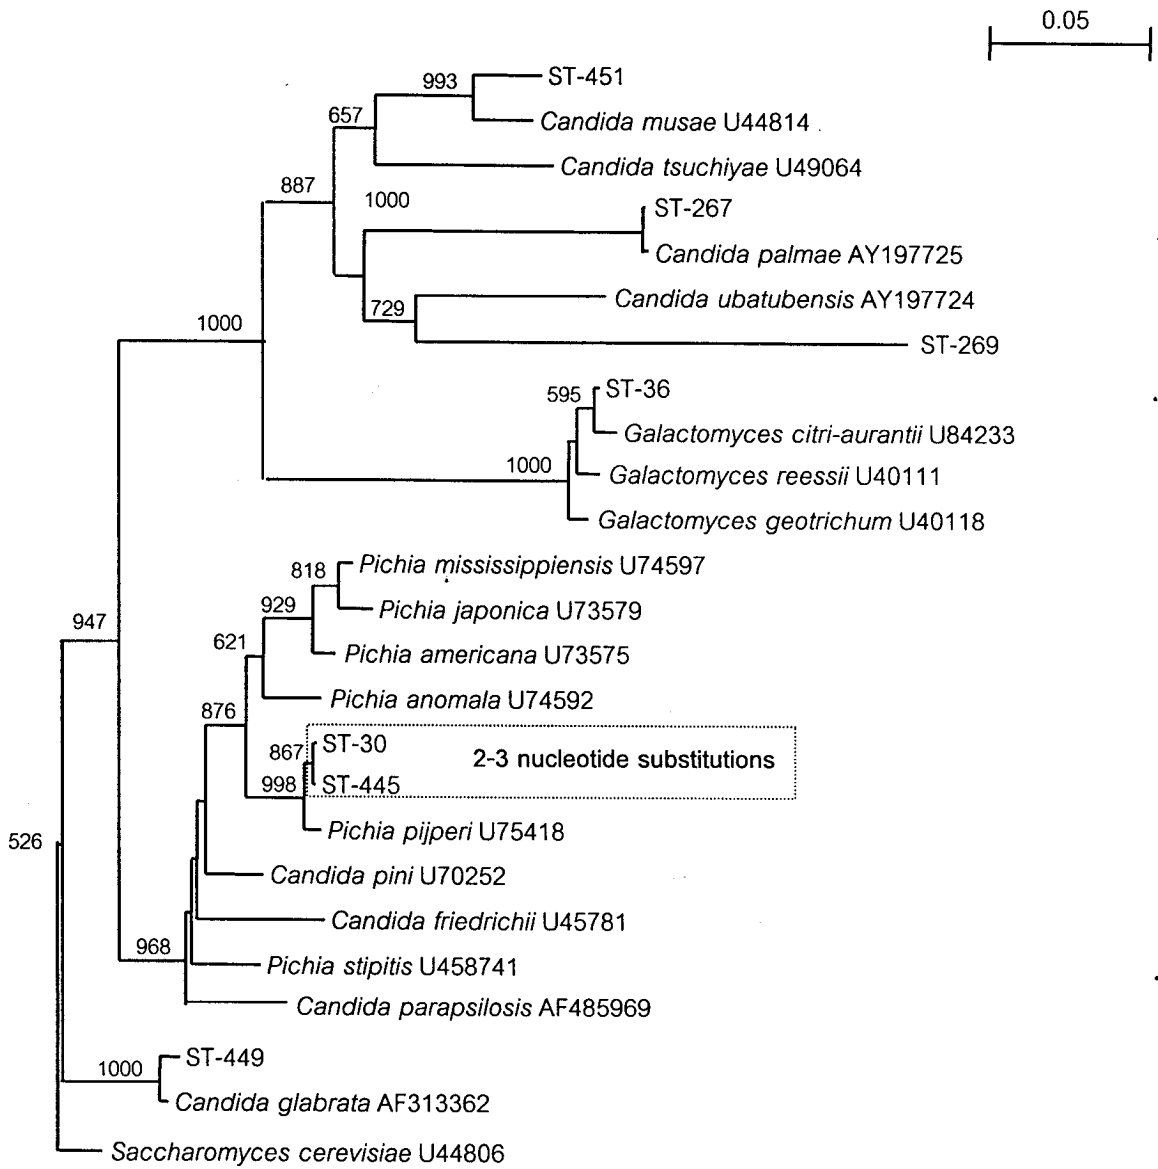 0.05
993
ST-451
Candida musae U44814
657
Candida tsuchiyae U49064
887
1000
ST-267
Candida palmae AY197725
Candida ubatubensis AY197724
729
1000
ST-269
595
ST-36
Galactomyces citri-aurantii U84233
1000
Galactomyces reessii U40111
Galactomyces geotrichum U40118
818
Pichia mississippiensis U74597
929
Pichia japonica U73579
621
Pichia americana U73575
947
Pichia anomala U74592
876
867
ST-30
2-3 nucleotide substitutions
998
ST-445
Pichia pijperi U75418
526
Candida pini U70252
Candida friedrichii U45781
968
Pichia stipitis U458741
Candida parapsilosis AF485969
ST-449
1000
Candida glabrata AF313362
Saccharomyces cerevisiae U44806